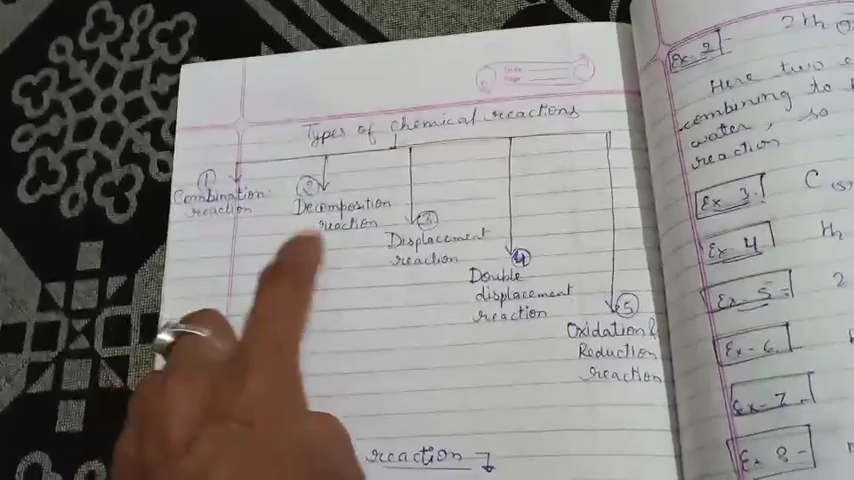 Types of chemical reactions
① Combination
reaction
② Decomposition
reaction
③ Displacement
reaction
④ Double
displacement
reaction
⑤ Oxidation &
Reduction
reaction
reaction
Ex-2
Here two
combining to
water, so
reaction
Ex 3.
C
Ex 4
H₂
Ex-5
2
Ex-6
Ex-7
Ex. 8